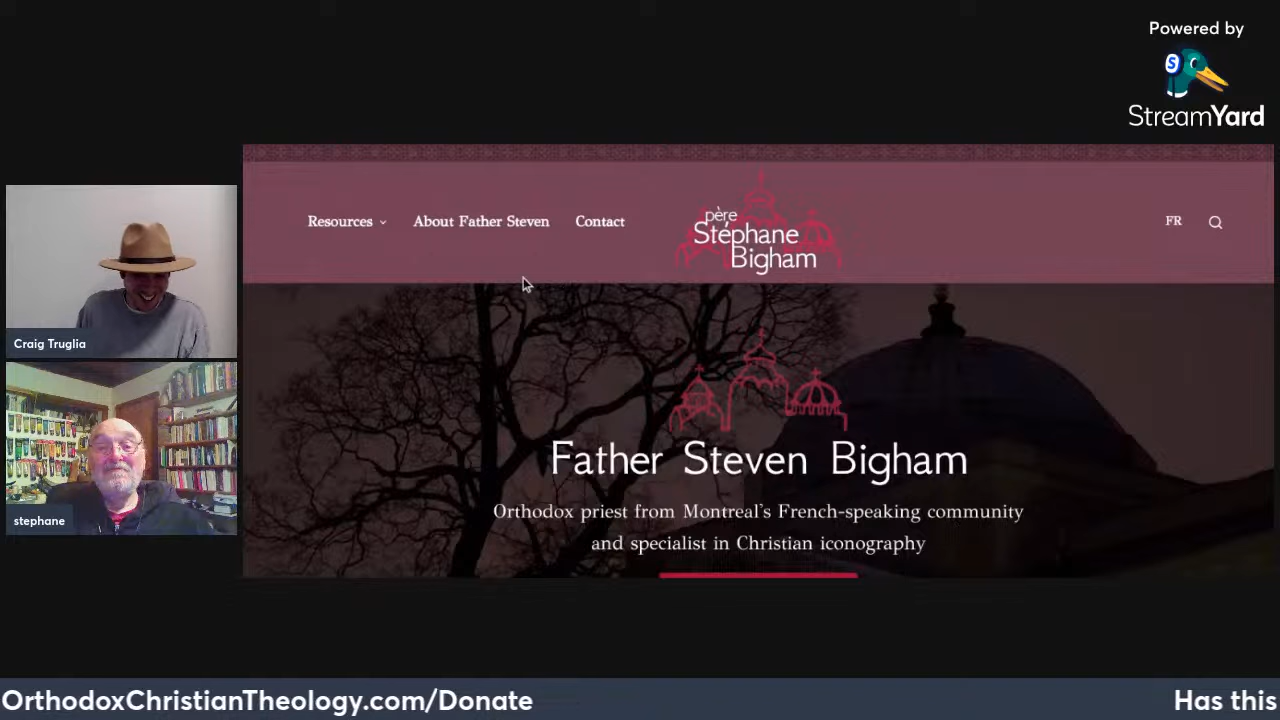 Powered by
S
StreamYard
Resources
About Father Steven
Contact
père
Stéphane
Bigham
FR
Craig Truglia
stephane
Father Steven Bigham
Orthodox priest from Montreal's French-speaking community
and specialist in Christian iconography
OrthodoxChristianTheology.com/Donate
Has this